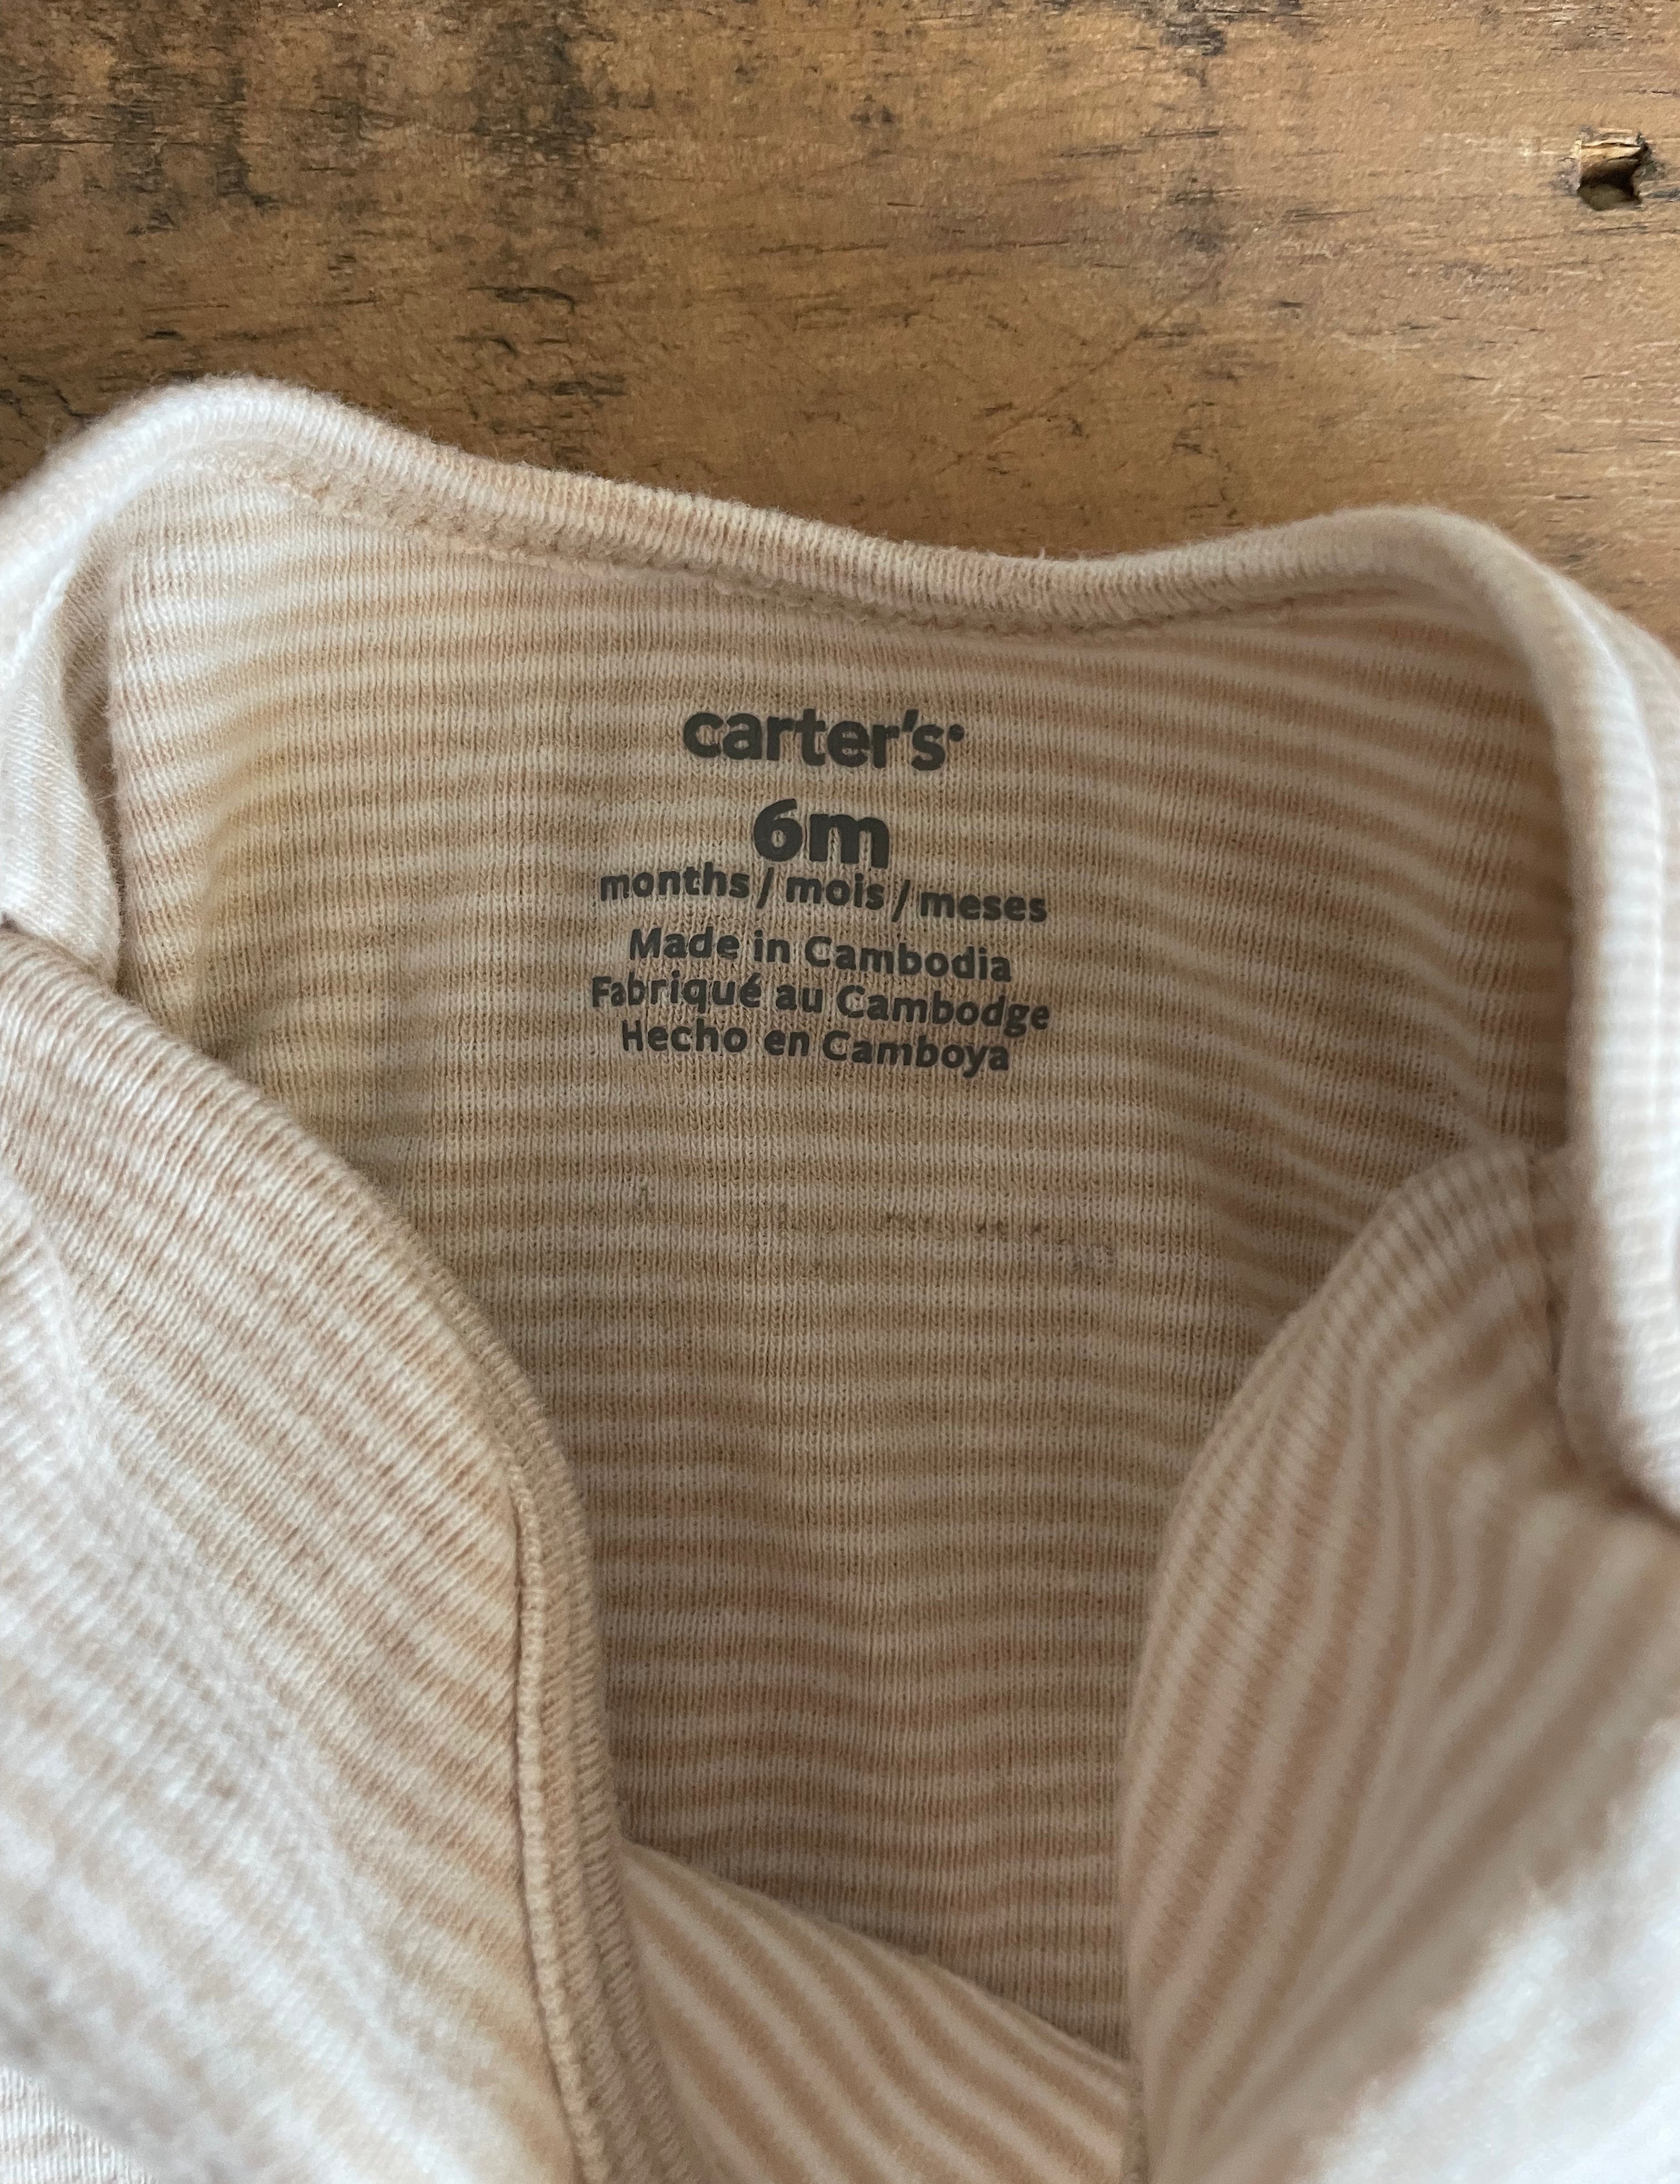 carter's
6m
months / mois / meses
Made in Cambodia
Fabriqué au Cambodge
Hecho en Camboya